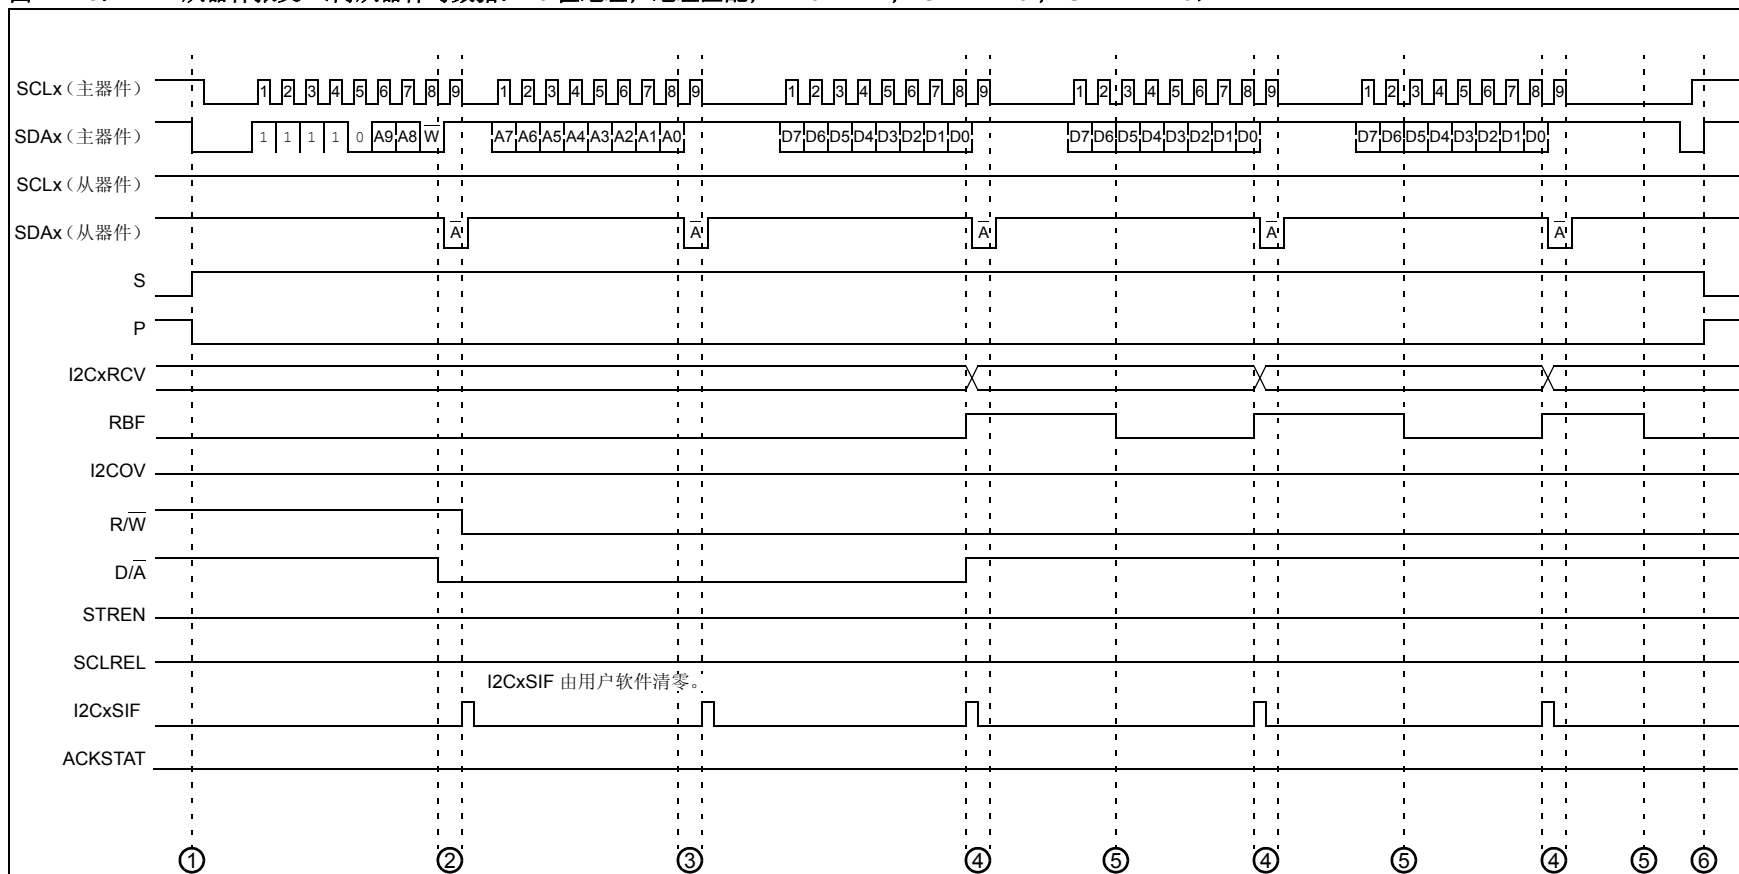 SCLx（主器件）
1 2 3 4 5 6 7 8 9 1 2 3 4 5 6 7 8 9 1 2 3 4 5 6 7 8 9 1 2 3 4 5 6 7 8 9 1 2 3 4 5 6 7 8 9
SDAx（主器件）
1 1 1 1 0 A9 A8 W̅ A7 A6 A5 A4 A3 A2 A1 A0 D7 D6 D5 D4 D3 D2 D1 D0 D7 D6 D5 D4 D3 D2 D1 D0 D7 D6 D5 D4 D3 D2 D1 D0
SCLx（从器件）
SDAx（从器件）
A̅ A̅ A̅ A̅ A̅
S
P
I2CxRCV
RBF
I2COV
R/W̅
D/A̅
STREN
SCLREL
I2CxSIF 由用户软件清零。
I2CxSIF
ACKSTAT
① ② ③ ④ ⑤ ④ ⑤ ④ ⑤ ⑥